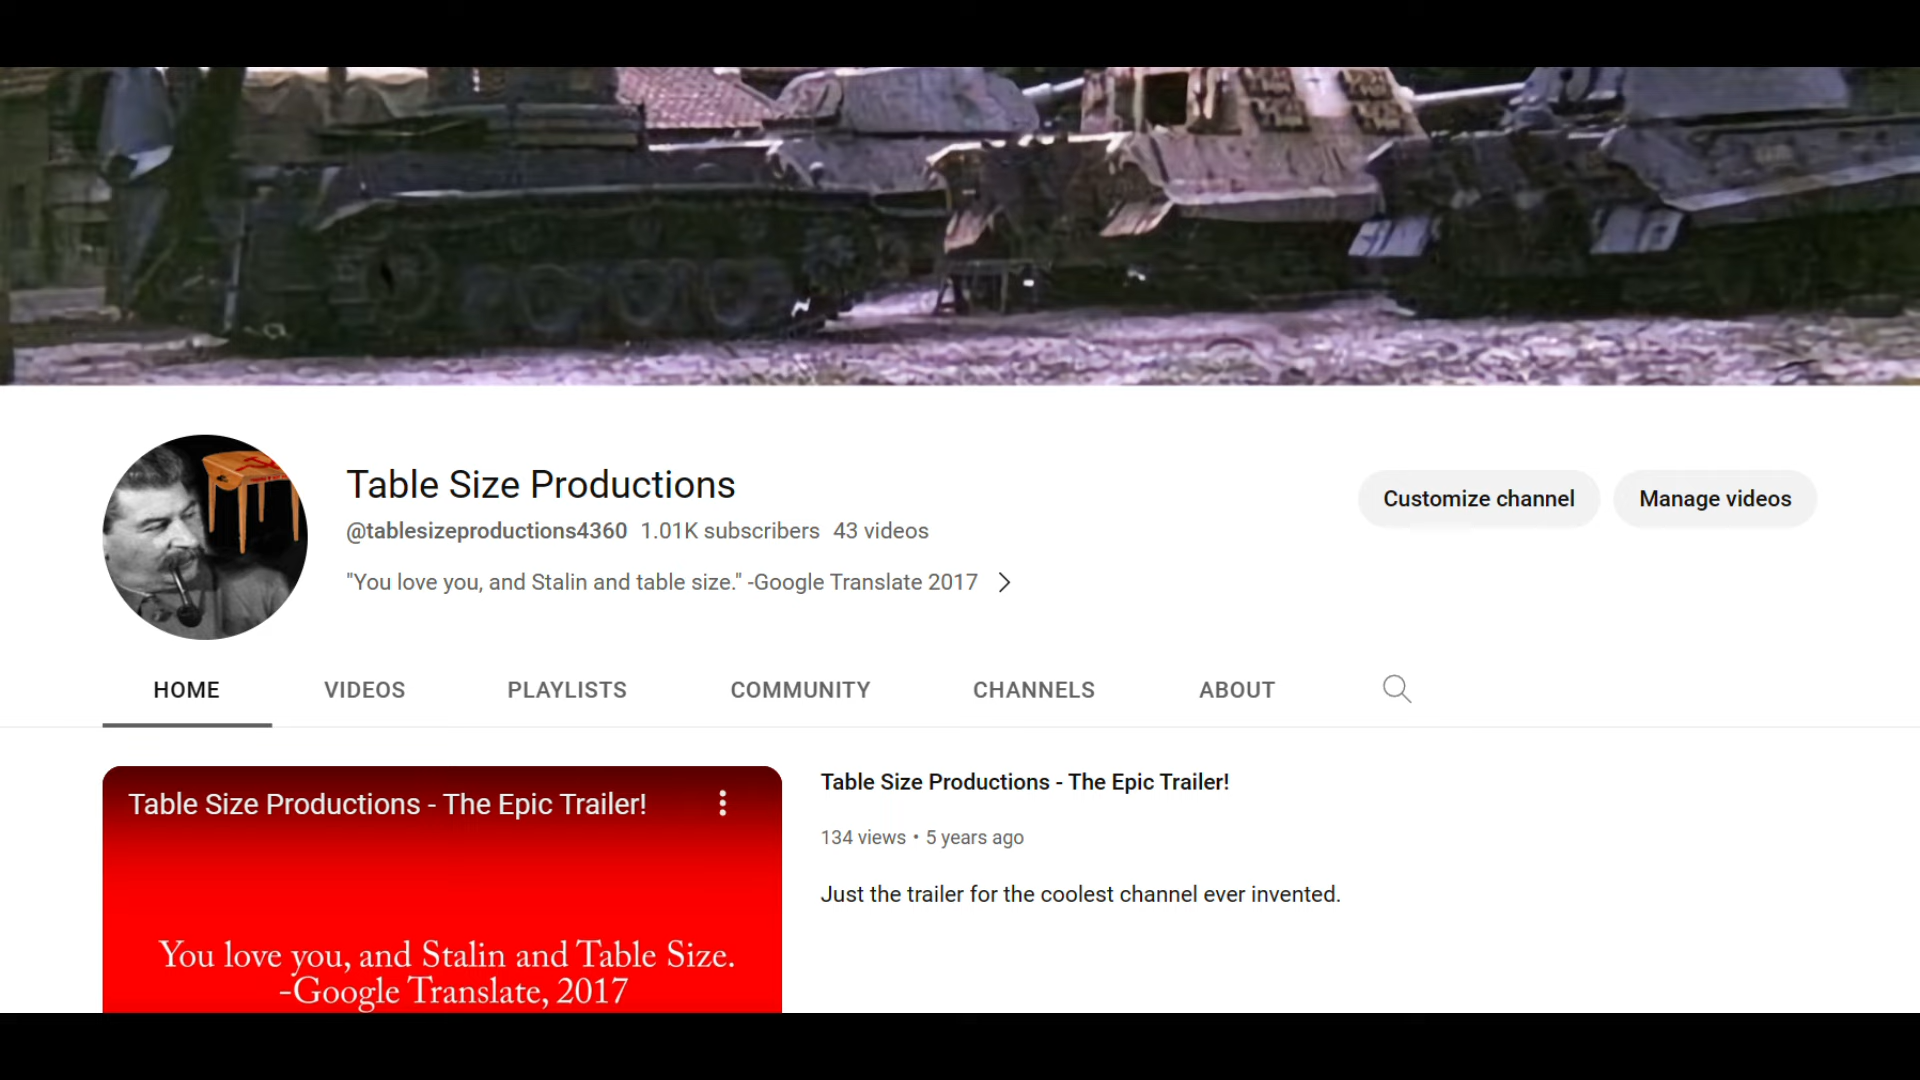 Table Size Productions
@tablesizeproductions4360 1.01K subscribers 43 videos
"You love you, and Stalin and table size." -Google Translate 2017
Customize channel
Manage videos
HOME
VIDEOS
PLAYLISTS
COMMUNITY
CHANNELS
ABOUT
Table Size Productions - The Epic Trailer!
You love you, and Stalin and Table Size.
-Google Translate, 2017
Table Size Productions - The Epic Trailer!
134 views • 5 years ago
Just the trailer for the coolest channel ever invented.